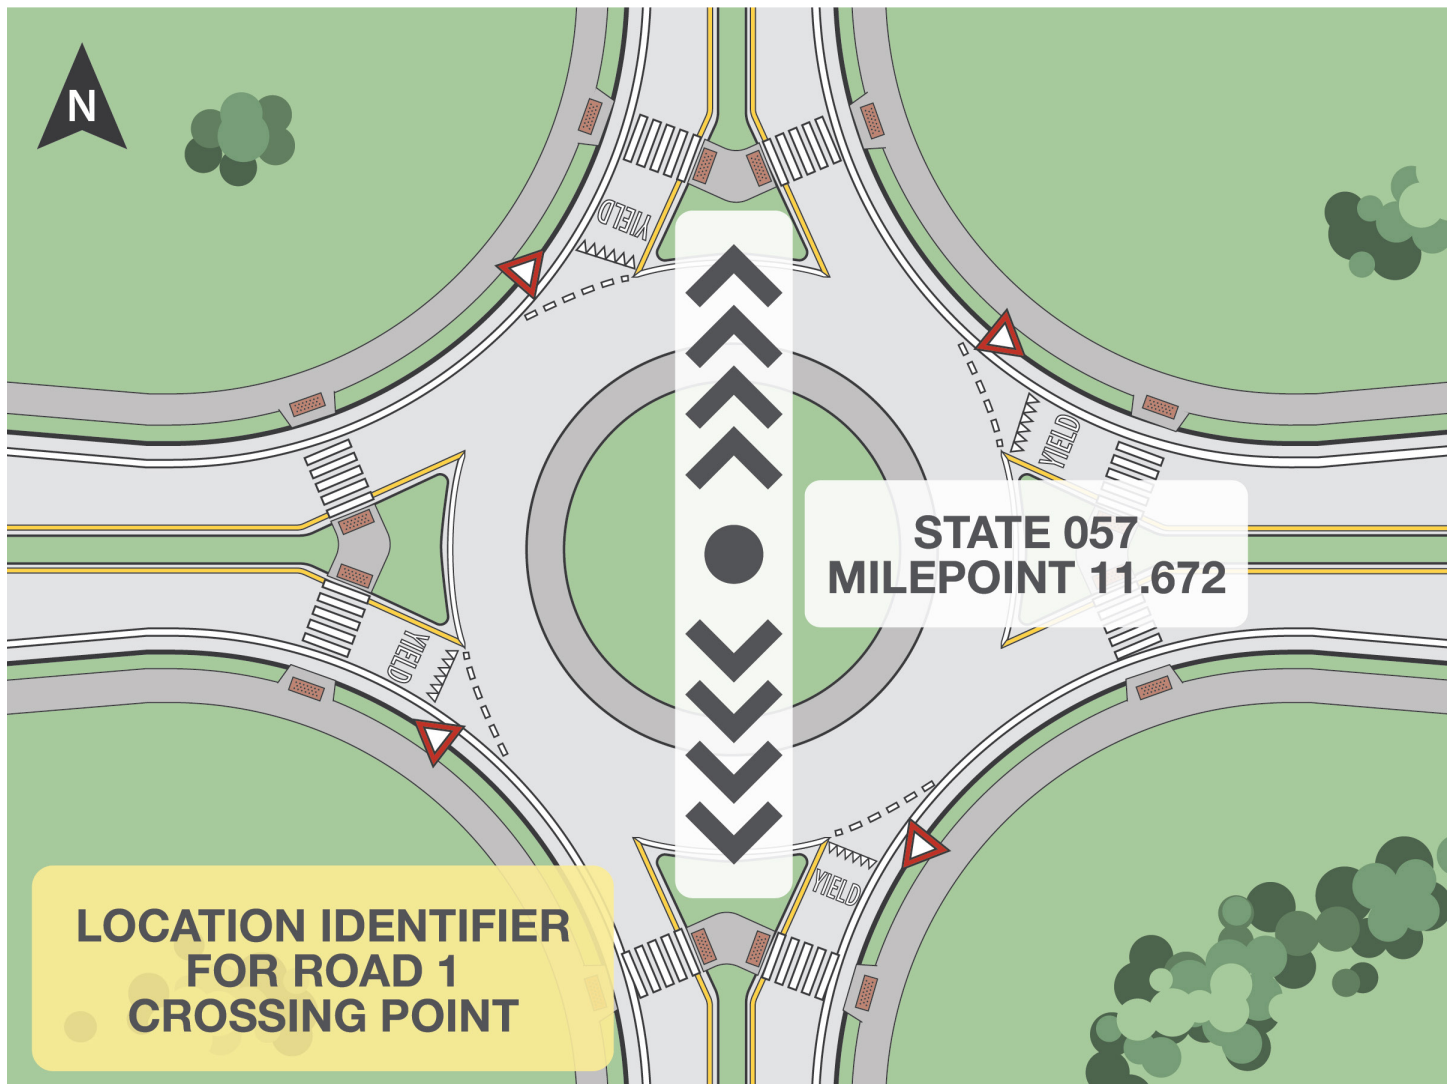 N
YIELD
YIELD
STATE 057
MILEPOINT 11.672
YIELD
YIELD
LOCATION IDENTIFIER
FOR ROAD 1
CROSSING POINT